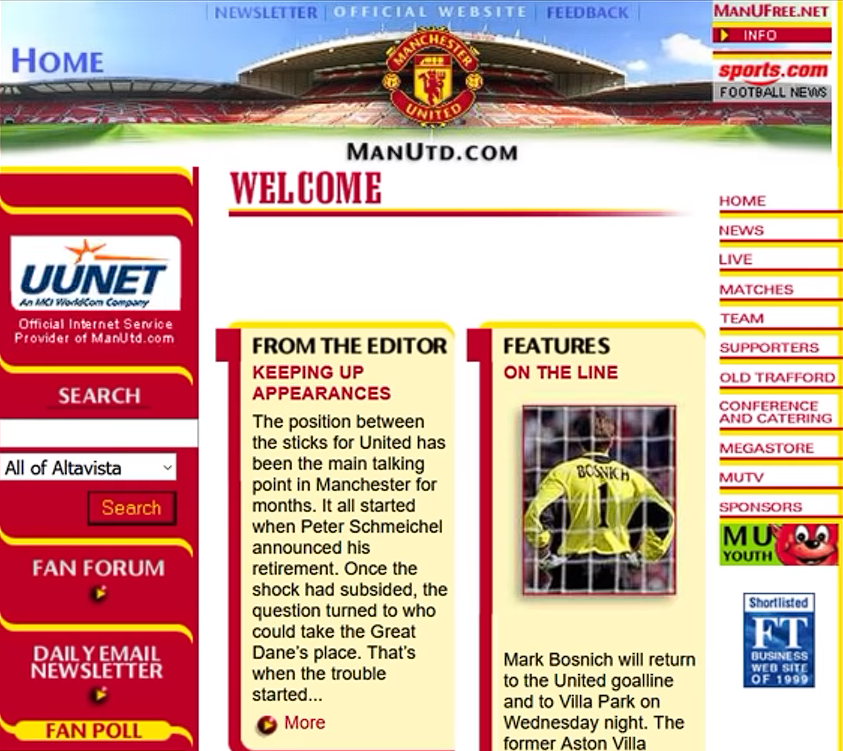 NEWSLETTER | OFFICIAL WEBSITE | FEEDBACK
MANUFREE.NET
INFO
HOME
MANCHESTER
UNITED
sports.com
FOOTBALL NEWS
MANUTD.COM
WELCOME
UUNET
An MCI WorldCom Company
Official Internet Service
Provider of ManUtd.com
SEARCH
All of Altavista
Search
FAN FORUM
DAILY EMAIL
NEWSLETTER
FAN POLL
FROM THE EDITOR
KEEPING UP
APPEARANCES
The position between
the sticks for United has
been the main talking
point in Manchester for
months. It all started
when Peter Schmeichel
announced his
retirement. Once the
shock had subsided, the
question turned to who
could take the Great
Dane's place. That's
when the trouble
started...
More
FEATURES
ON THE LINE
BOSNICH
1
Mark Bosnich will return
to the United goalline
and to Villa Park on
Wednesday night. The
former Aston Villa
HOME
NEWS
LIVE
MATCHES
TEAM
SUPPORTERS
OLD TRAFFORD
CONFERENCE
AND CATERING
MEGASTORE
MUTV
SPONSORS
MU
YOUTH
Shortlisted
FT
BUSINESS
WEB SITE
OF 1999